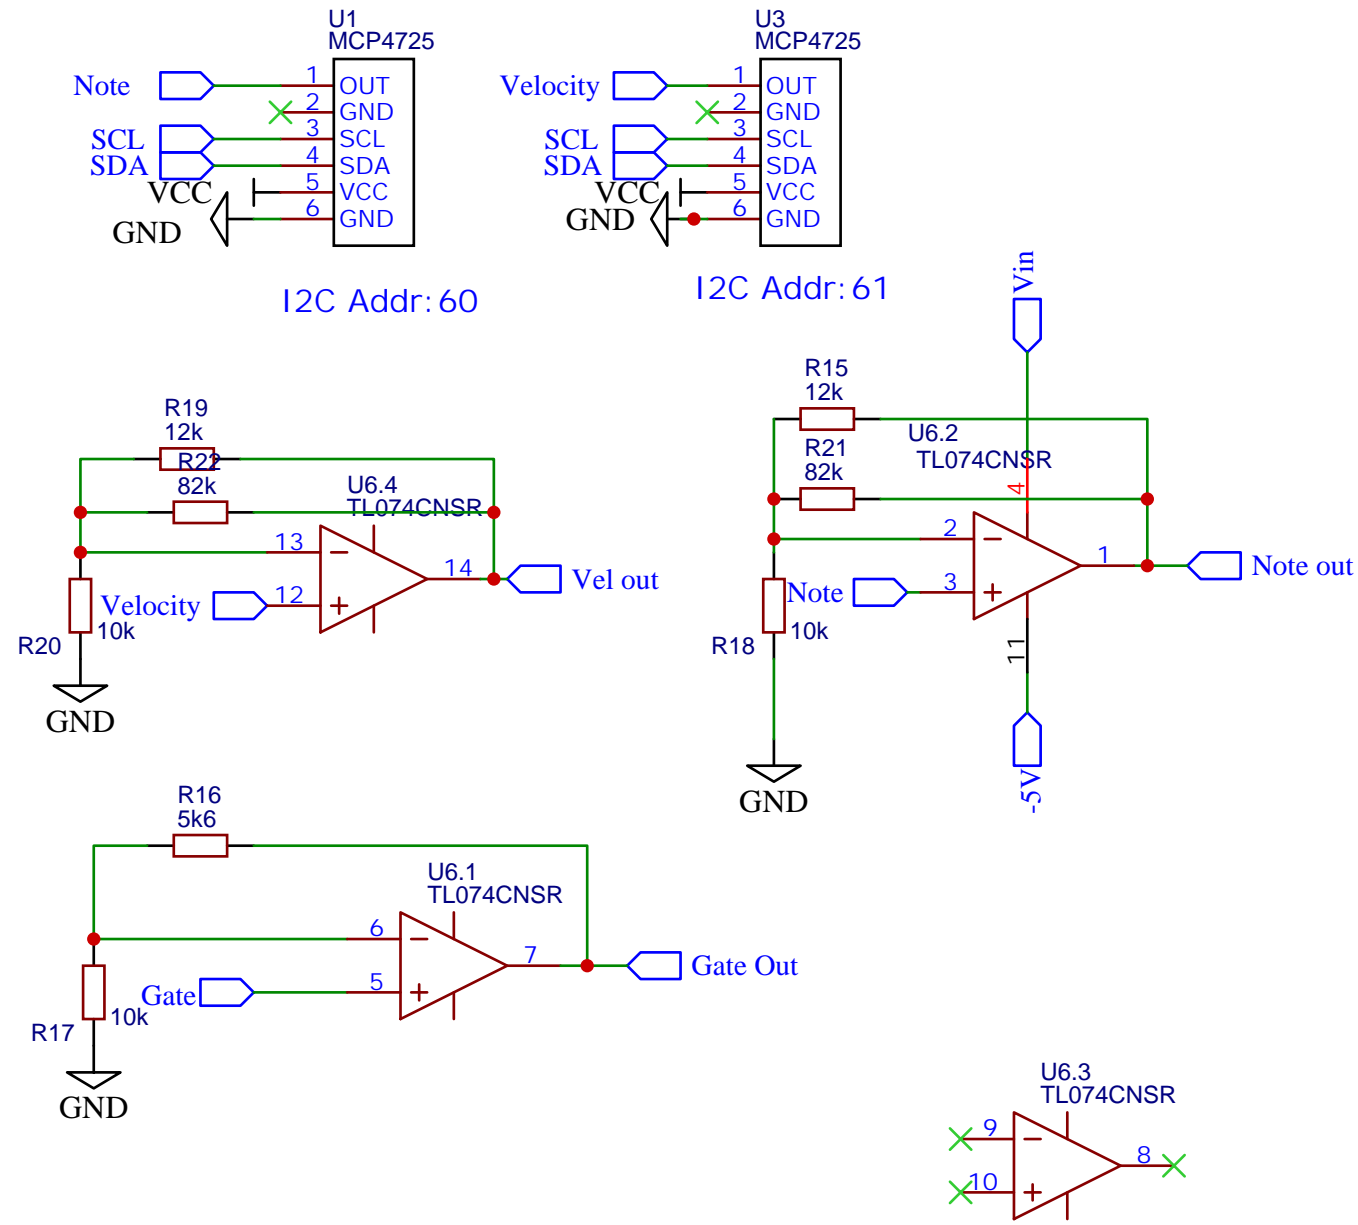 U1
MCP4725
Note
1 OUT
2 GND
SCL 3 SCL
SDA 4 SDA
VCC 5 VCC
GND 6 GND
I2C Addr:60
U3
MCP4725
Velocity
1 OUT
2 GND
SCL 3 SCL
SDA 4 SDA
VCC 5 VCC
GND 6 GND
I2C Addr:61
R19
12k
R22
82k
U6.4
TL074CNSR
13
14
Vel out
Velocity
12
R20
10k
GND
Vin
R15
12k
R21
82k
U6.2
TL074CNSR
4
2
1
Note out
Note
3
R18
10k
11
-5V
GND
R16
5k6
U6.1
TL074CNSR
6
7
Gate Out
Gate
5
R17
10k
GND
U6.3
TL074CNSR
9
8
10